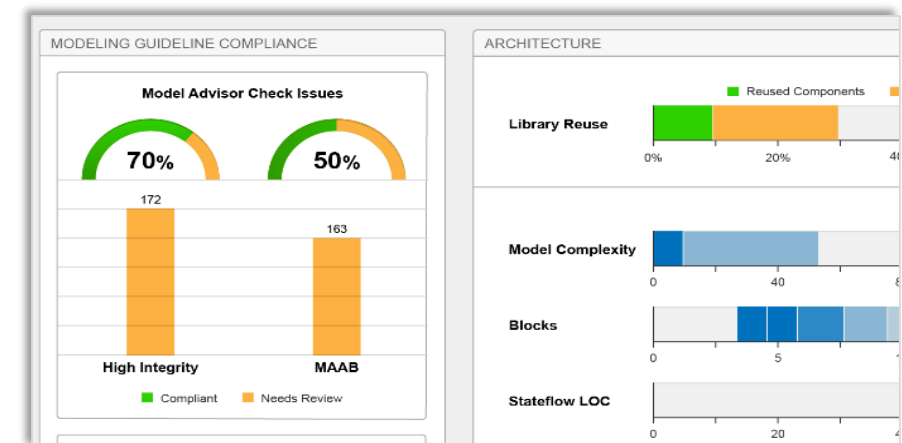 MODELING GUIDELINE COMPLIANCE
Model Advisor Check Issues
70%
50%
172
163
High Integrity
MAAB
Compliant
Needs Review
ARCHITECTURE
Reused Components
Library Reuse
0%
20%
Model Complexity
0
40
Blocks
0
5
Stateflow LOC
0
20